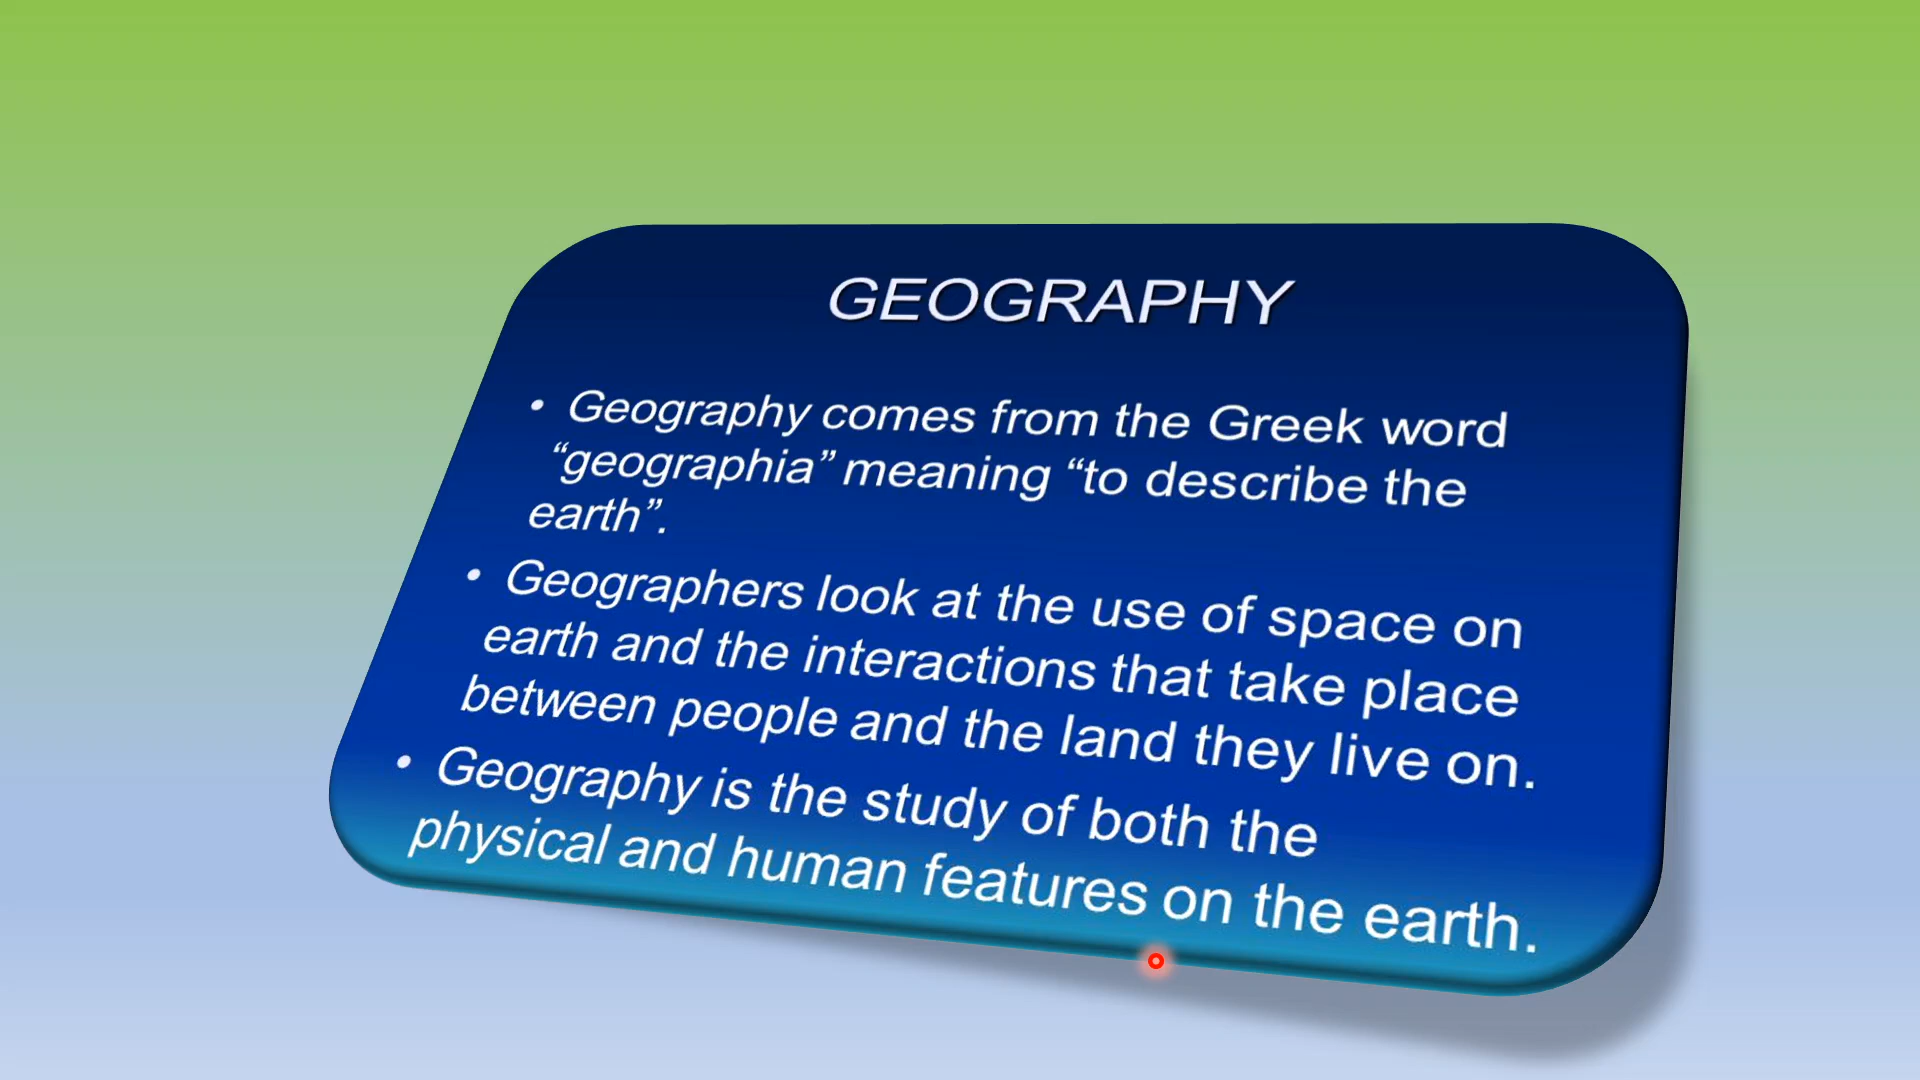 GEOGRAPHY
• Geography comes from the Greek word
“geographia” meaning “to describe the
earth”.
• Geographers look at the use of space on
earth and the interactions that take place
between people and the land they live on.
• Geography is the study of both the
physical and human features on the earth.